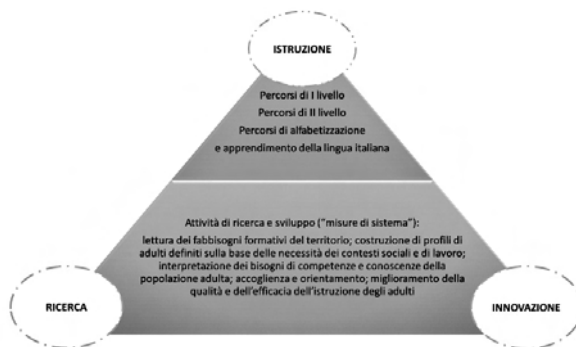 ISTRUZIONE
Percorsi di I livello
Percorsi di II livello
Percorsi di alfabetizzazione
e apprendimento della lingua italiana
Attività di ricerca e sviluppo ("misure di sistema"):
lettura dei fabbisogni formativi del territorio; costruzione di profili di
adulti definiti sulla base delle necessità dei contesti sociali e di lavoro;
interpretazione dei bisogni di competenze e conoscenze della
popolazione adulta; accoglienza e orientamento; miglioramento della
qualità e dell'efficacia dell'istruzione degli adulti
RICERCA
INNOVAZIONE